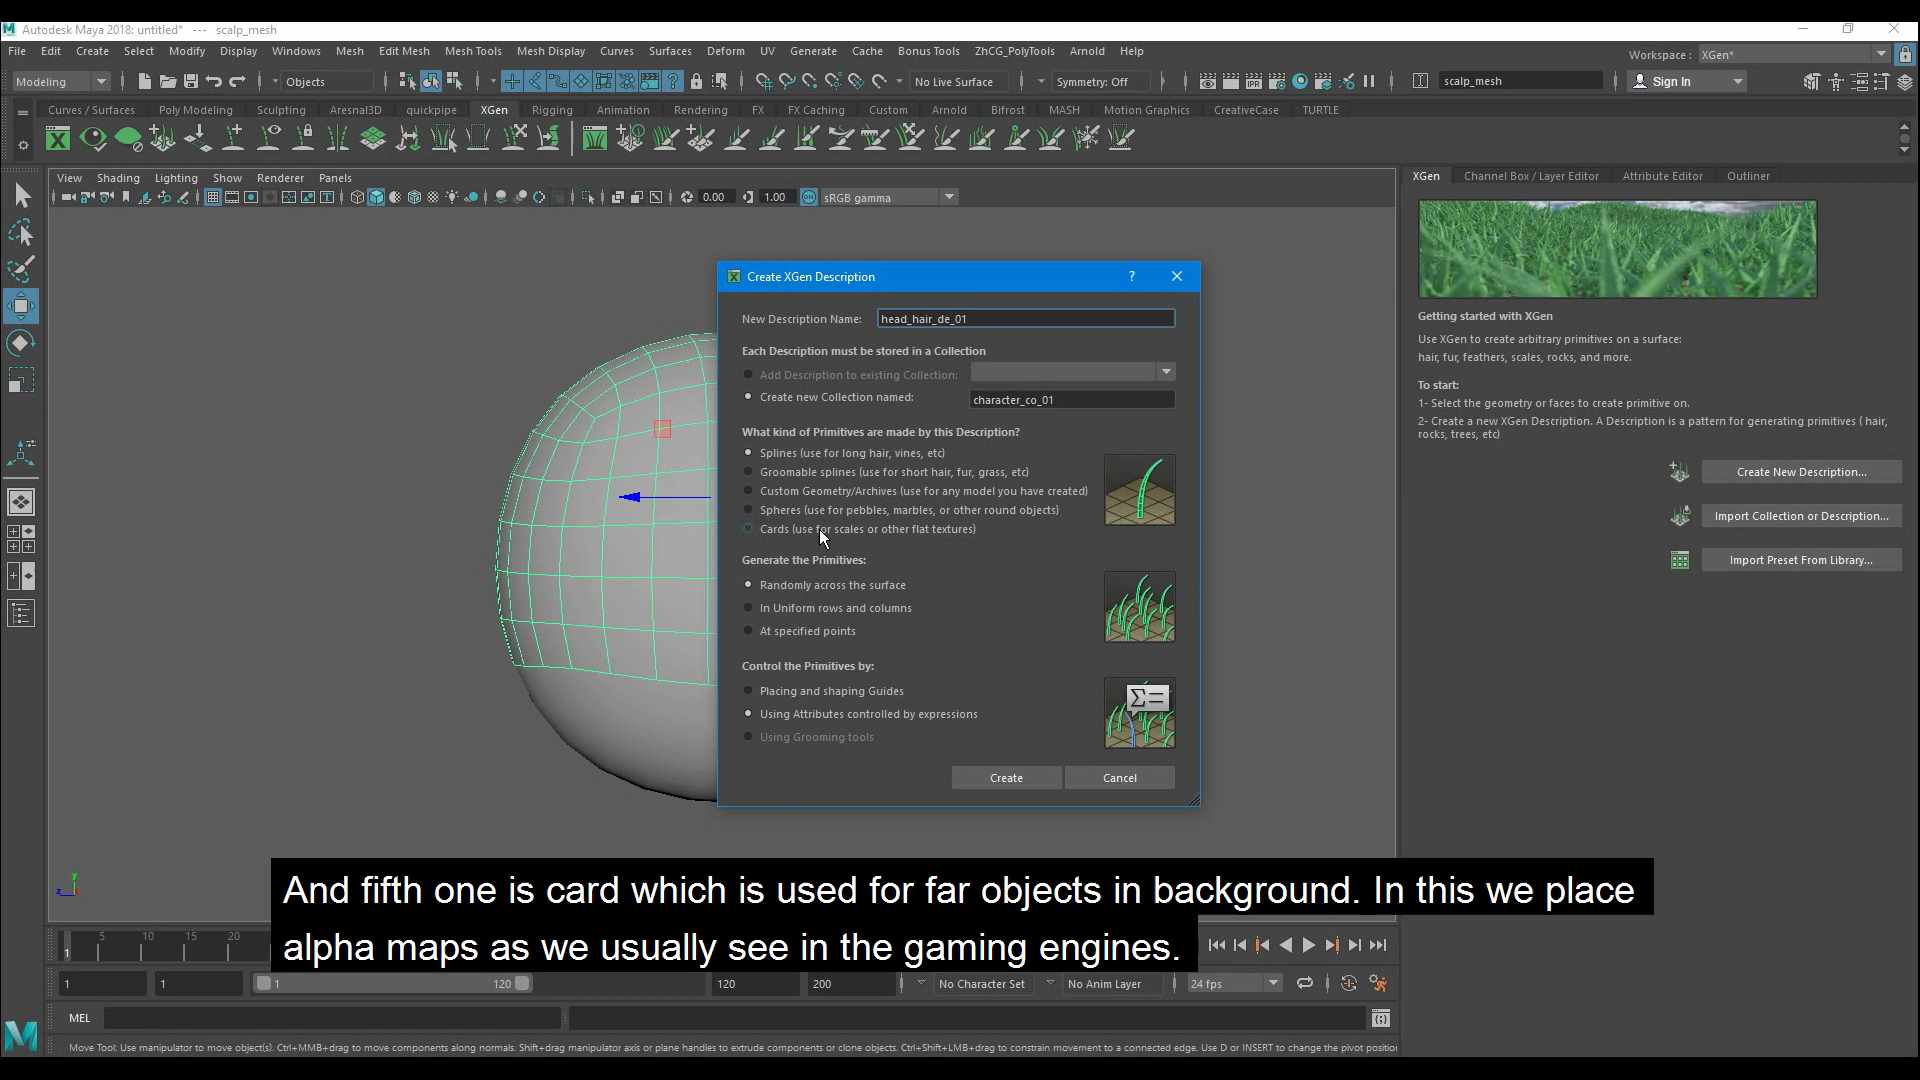 Autodesk Maya 2018: untitled* --- scalp_mesh
File Edit Create Select Modify Display Windows Mesh Edit Mesh Mesh Tools Mesh Display Curves Surfaces Deform UV Generate Cache Bonus Tools ZhCG_PolyTools Arnold Help
Workspace : XGen*
Modeling Objects No Live Surface Symmetry: Off scalp_mesh Sign In
Curves / Surfaces Poly Modeling Sculpting Aresnal3D quickpipe XGen Rigging Animation Rendering FX FX Caching Custom Arnold Bifrost MASH Motion Graphics CreativeCase TURTLE
View Shading Lighting Show Renderer Panels
0.00 1.00 ON sRGB gamma
XGen Channel Box / Layer Editor Attribute Editor Outliner
Create XGen Description ?
New Description Name: head_hair_de_01
Each Description must be stored in a Collection
Add Description to existing Collection:
Create new Collection named: character_co_01
What kind of Primitives are made by this Description?
Splines (use for long hair, vines, etc)
Groomable splines (use for short hair, fur, grass, etc)
Custom Geometry/Archives (use for any model you have created)
Spheres (use for pebbles, marbles, or other round objects)
Cards (use for scales or other flat textures)
Generate the Primitives:
Randomly across the surface
In Uniform rows and columns
At specified points
Control the Primitives by:
Placing and shaping Guides
Using Attributes controlled by expressions
Using Grooming tools
Create Cancel
Getting started with XGen
Use XGen to create arbitrary primitives on a surface:
hair, fur, feathers, scales, rocks, and more.
To start:
1- Select the geometry or faces to create primitive on.
2- Create a new XGen Description. A Description is a pattern for generating primitives ( hair,
rocks, trees, etc)
Create New Description...
Import Collection or Description...
Import Preset From Library...
y
z
And fifth one is card which is used for far objects in background. In this we place
alpha maps as we usually see in the gaming engines.
1 5 10 15 20
1 1 1 120 120 200 No Character Set No Anim Layer 24 fps
MEL
Move Tool: Use manipulator to move object(s). Ctrl+MMB+drag to move components along normals. Shift+drag manipulator axis or plane handles to extrude components or clone objects. Ctrl+Shift+LMB+drag to constrain movement to a connected edge. Use D or INSERT to change the pivot position